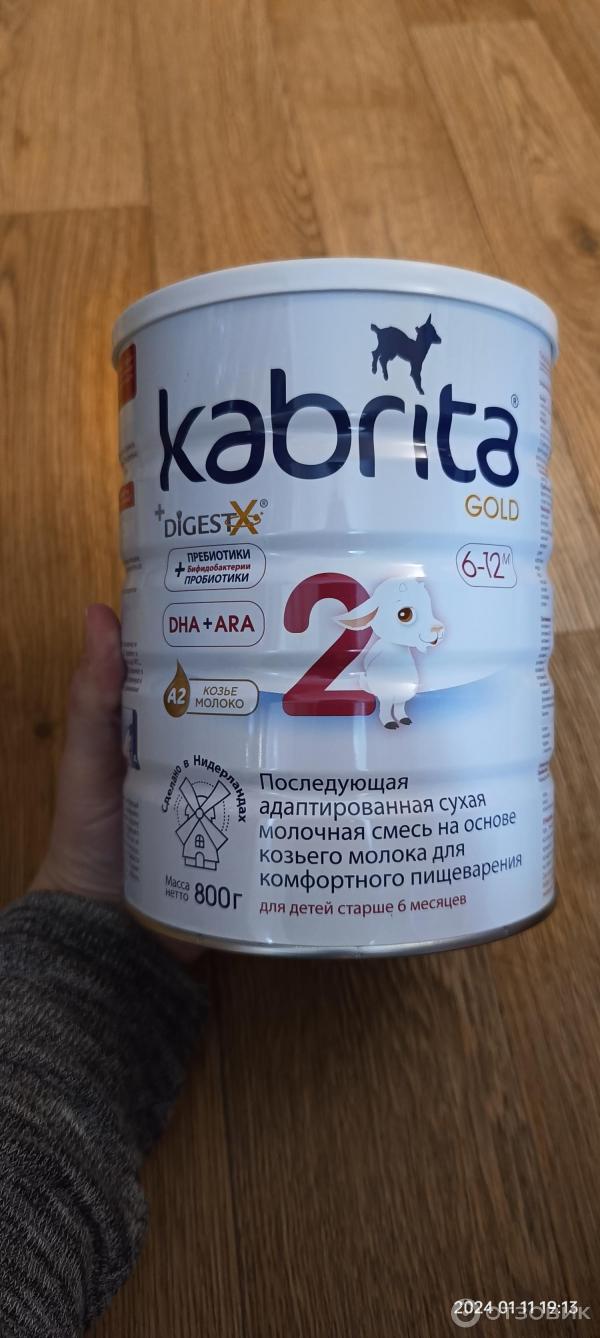 kabrita®
GOLD
+DiGESTX®
6-12М
+ ПРЕБИОТИКИ
Бифидобактерии
ПРОБИОТИКИ
DHA+ARA
2
A2 КОЗЬЕ
МОЛОКО
Сделано в Нидерландах
Последующая
адаптированная сухая
молочная смесь на основе
козьего молока для
комфортного пищеварения
для детей старше 6 месяцев
Масса
нетто 800г
2024 01 11 19:13
ОТЗОВИК